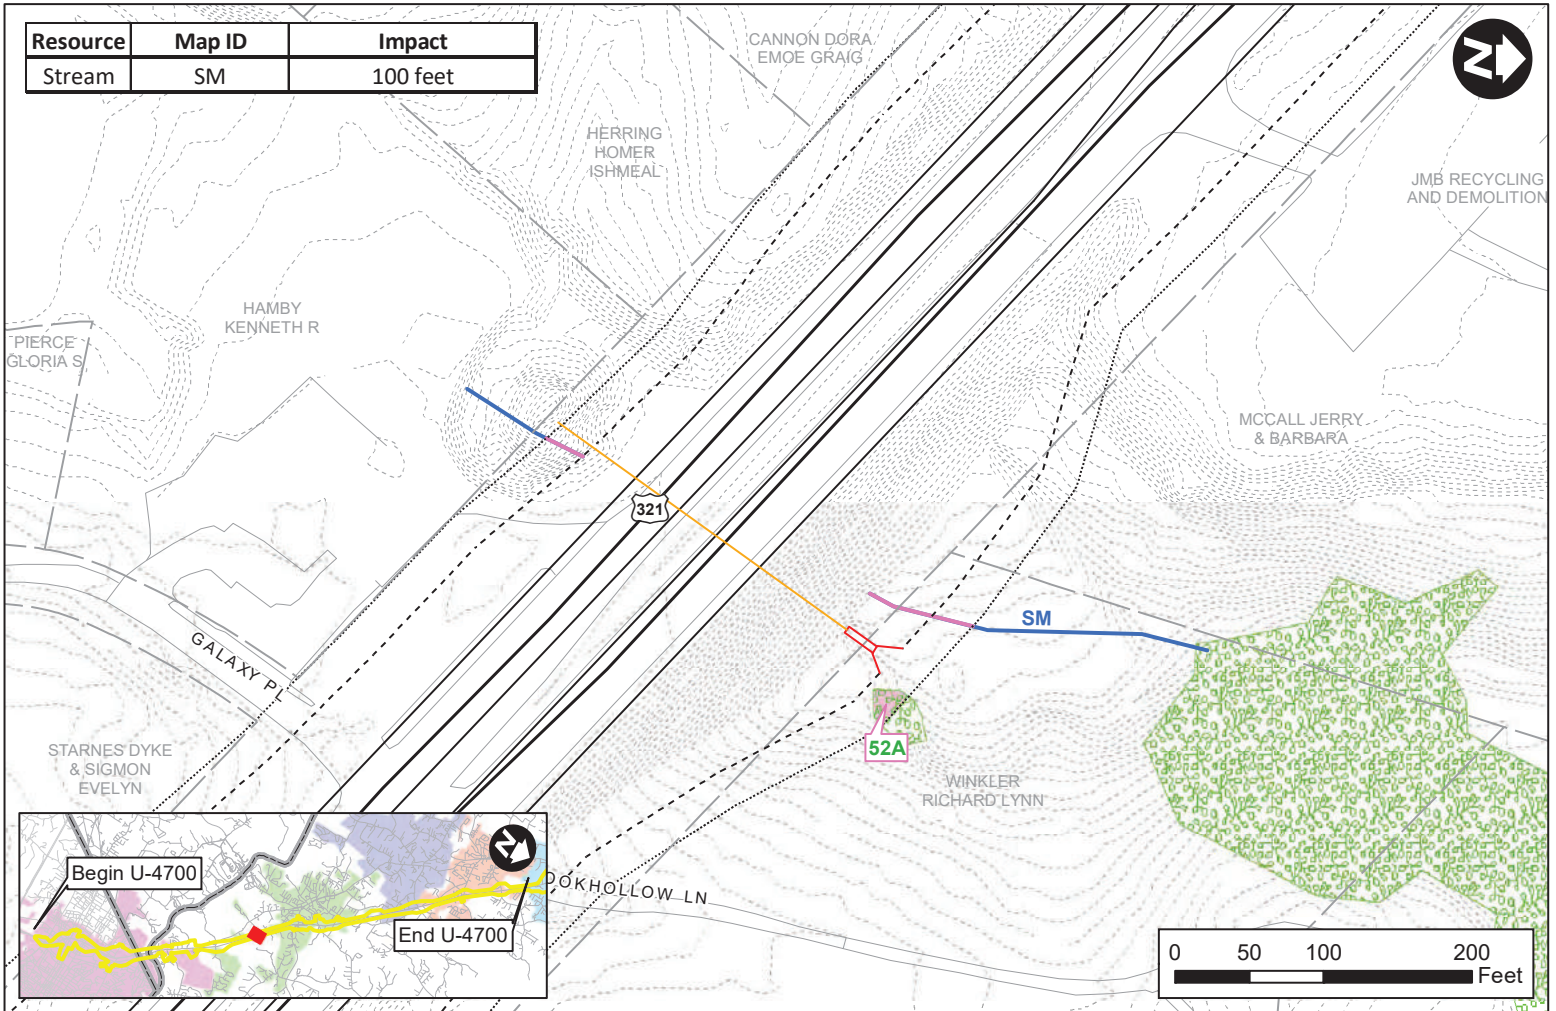 Resource Map ID Impact
Stream SM 100 feet
CANNON DORA
EMOE GRAIG
N
HERRING
HOMER
ISHMEAL
JMB RECYCLING
AND DEMOLITION
HAMBY
KENNETH R
PIERCE
GLORIA S
MCCALL JERRY
& BARBARA
321
SM
GALAXY PL
STARNES DYKE
& SIGMON
EVELYN
52A
WINKLER
RICHARD LYNN
OOKHOLLOW LN
Begin U-4700
N
End U-4700
0 50 100 200
Feet